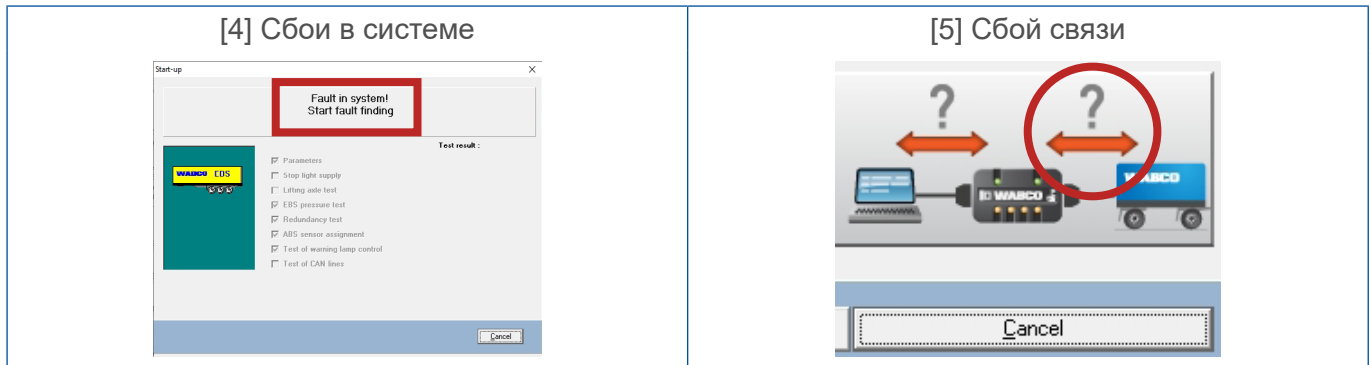 [4] Сбои в системе
Start-up
Fault in system!
Start fault finding
Test result :
WABCO EBS
Parameters
Stop light supply
Lifting axle test
EBS pressure test
Redundancy test
ABS sensor assignment
Test of warning lamp control
Test of CAN lines
Cancel
[5] Сбой связи
? ?
WABCO
WABCO
Cancel